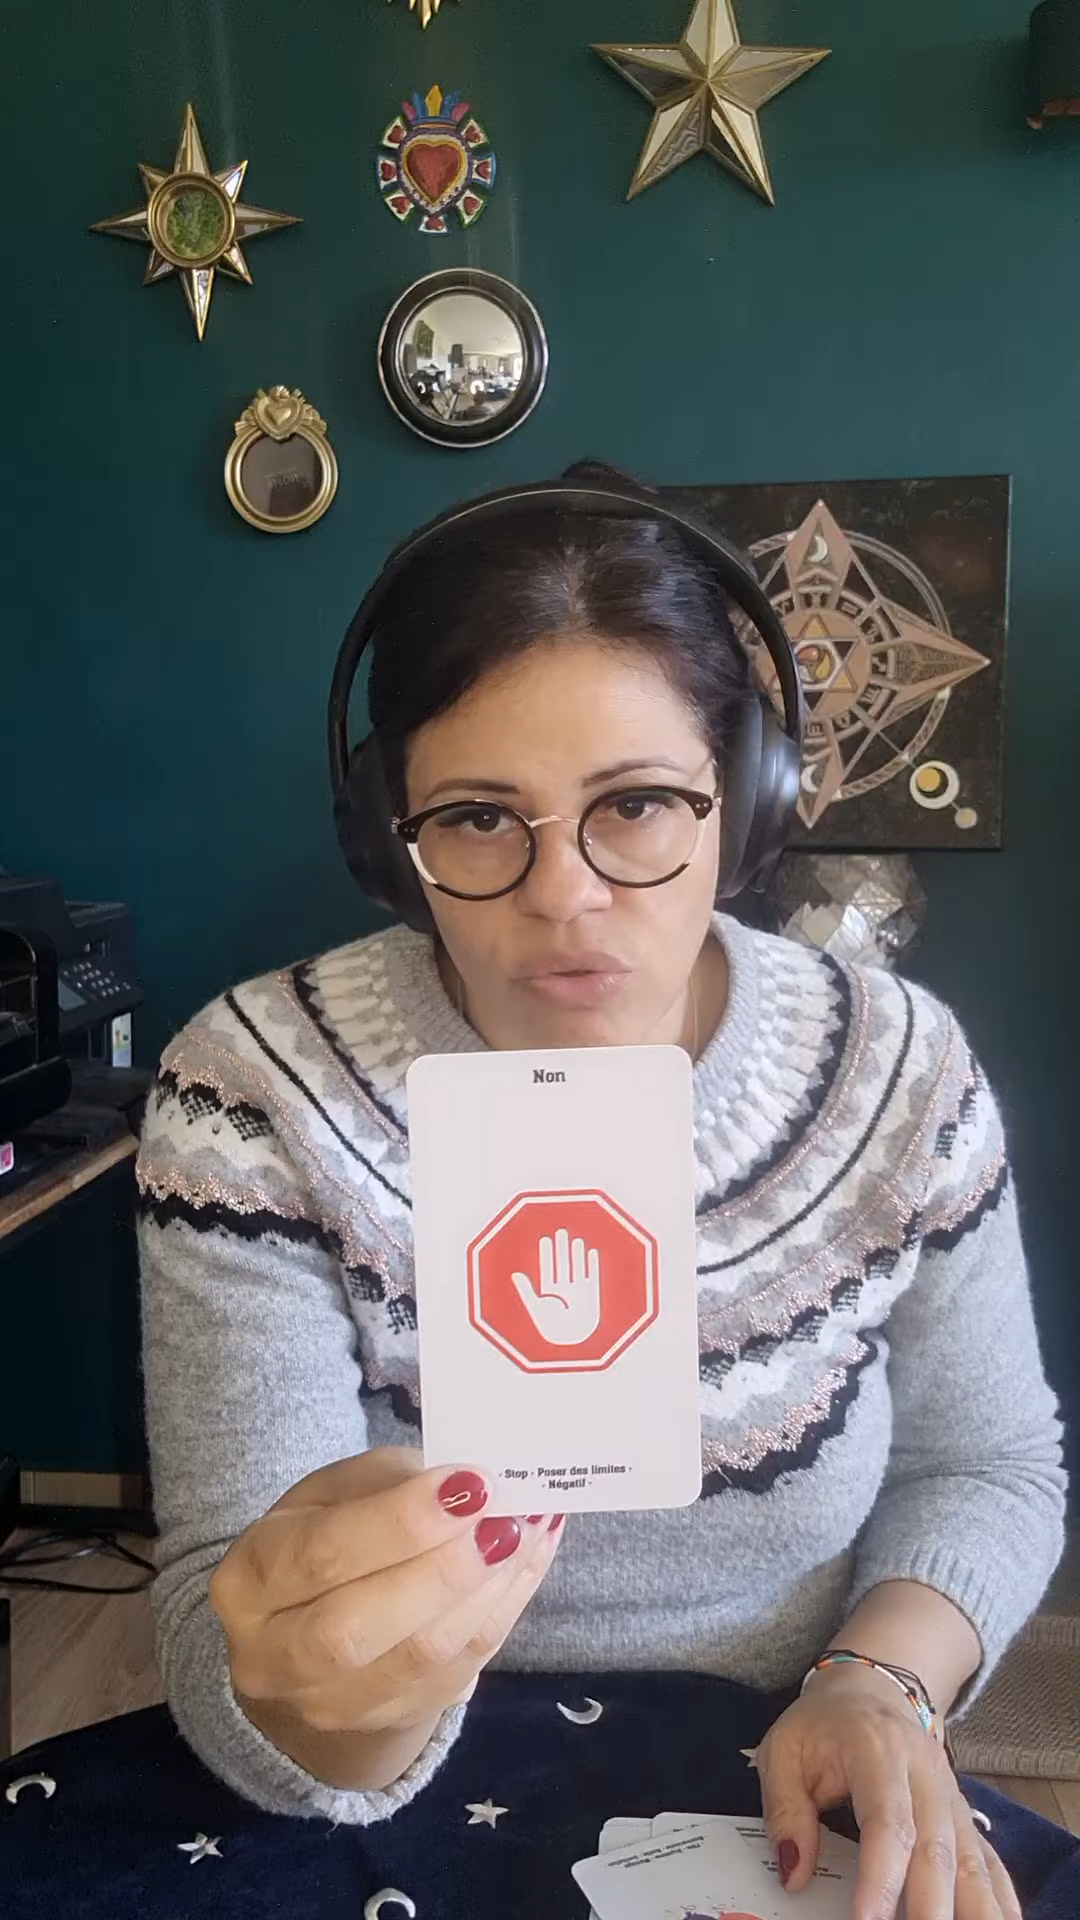 Non
- Stop - Poser des limites -
- Négatif -